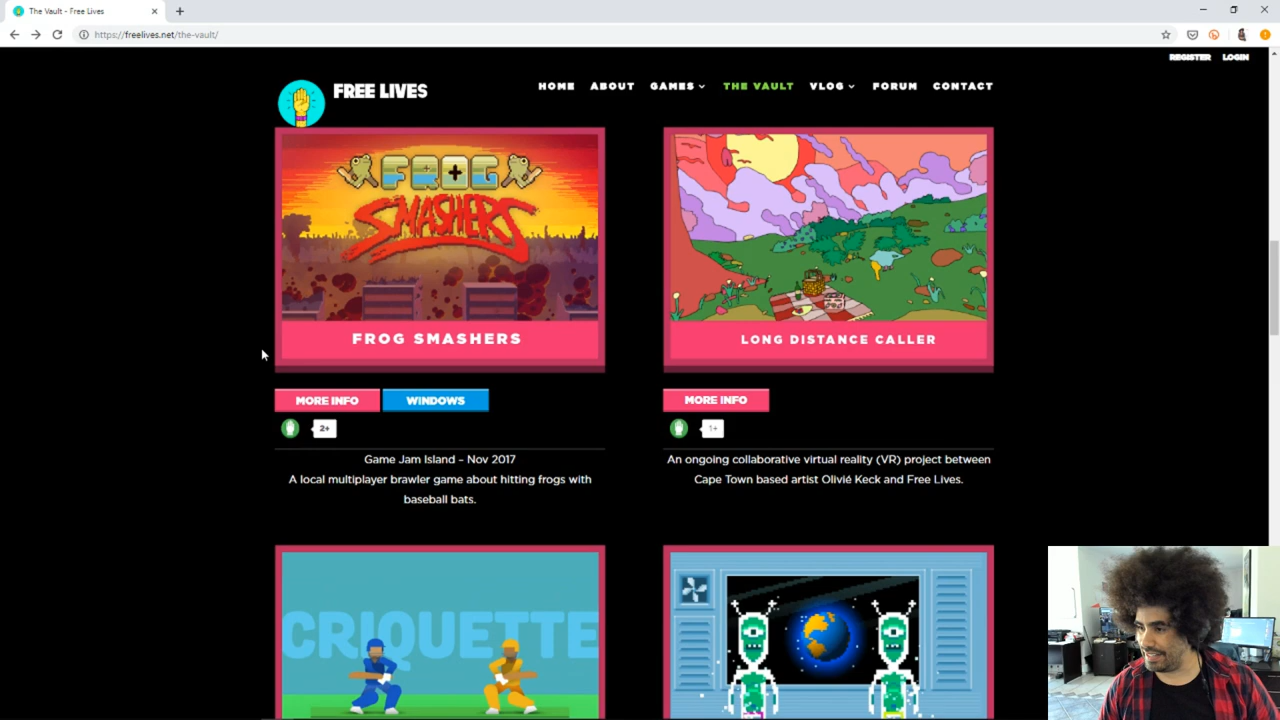 The Vault - Free Lives
https://freelives.net/the-vault/
REGISTER LOGIN
FREE LIVES
HOME ABOUT GAMES THE VAULT VLOG FORUM CONTACT
FROG
SMASHERS
FROG SMASHERS
MORE INFO WINDOWS
2+
Game Jam Island – Nov 2017
A local multiplayer brawler game about hitting frogs with
baseball bats.
LONG DISTANCE CALLER
MORE INFO
1+
An ongoing collaborative virtual reality (VR) project between
Cape Town based artist Olivié Keck and Free Lives.
CRIQUETTE